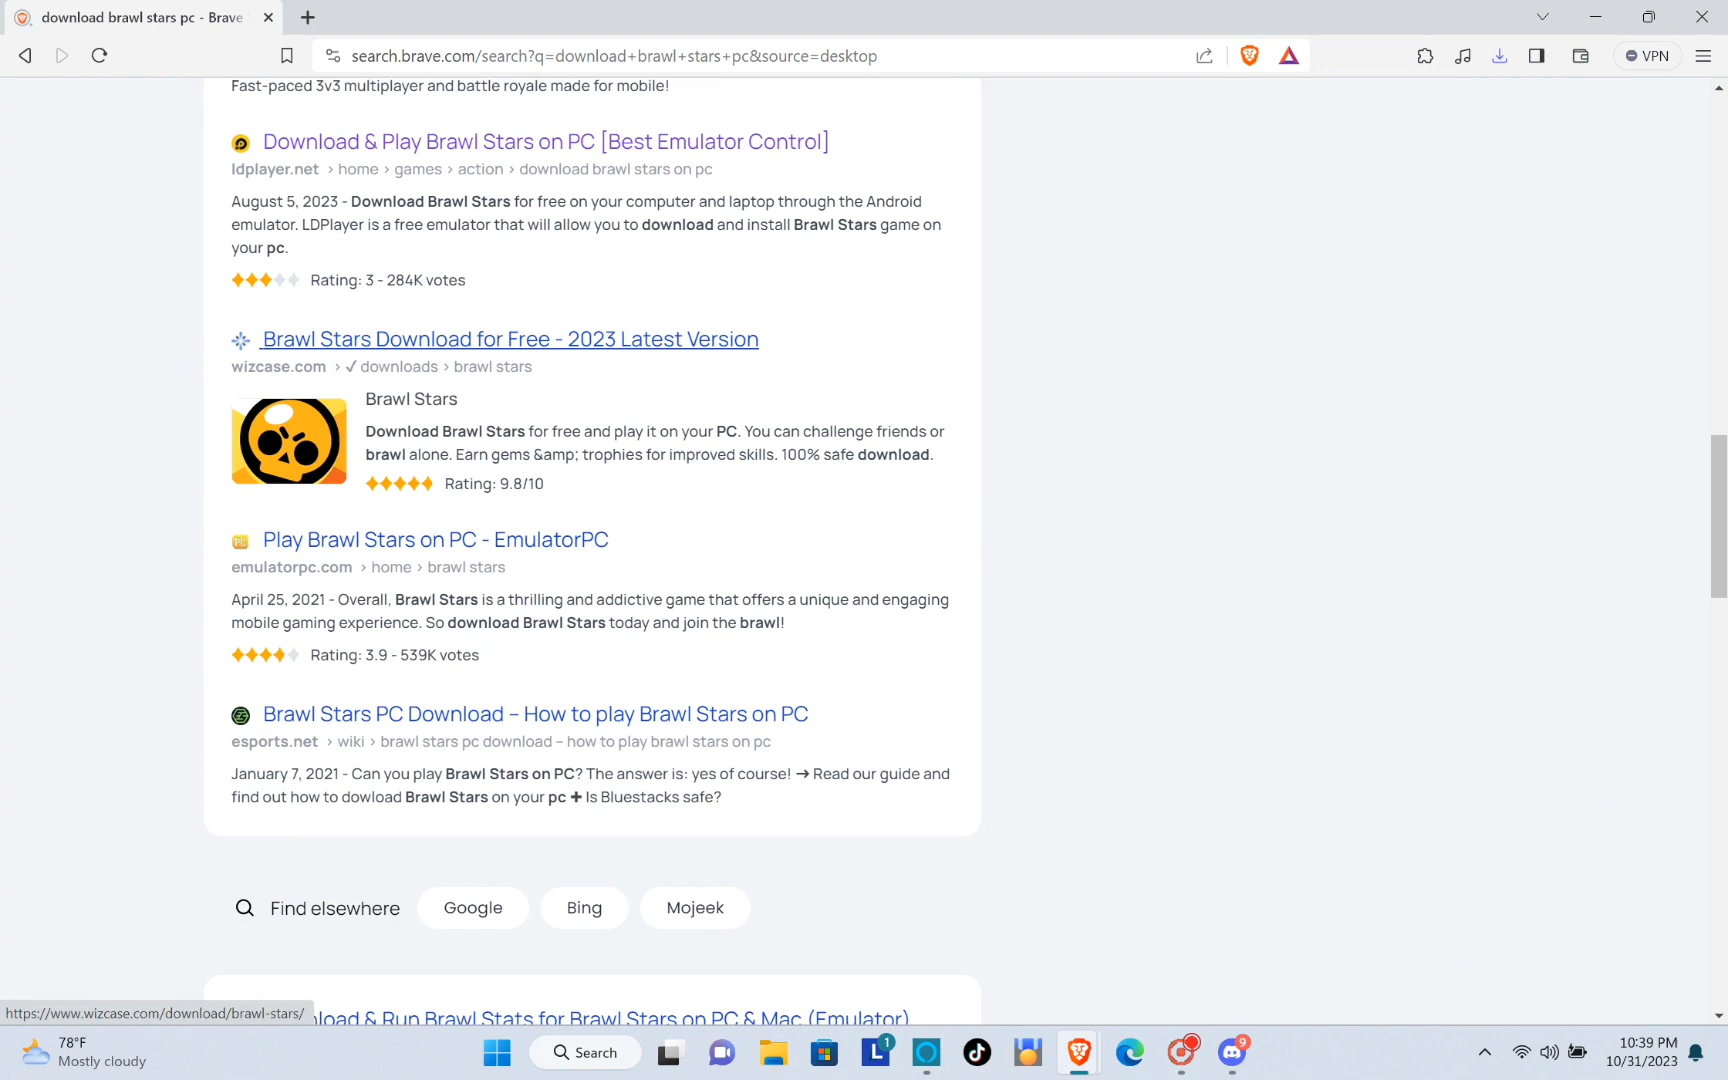 download brawl stars pc - Brave
search.brave.com/search?q=download+brawl+stars+pc&source=desktop
VPN
Fast-paced 3v3 multiplayer and battle royale made for mobile!
Download & Play Brawl Stars on PC [Best Emulator Control]
ldplayer.net › home › games › action › download brawl stars on pc
August 5, 2023 - Download Brawl Stars for free on your computer and laptop through the Android
emulator. LDPlayer is a free emulator that will allow you to download and install Brawl Stars game on
your pc.
Rating: 3 - 284K votes
Brawl Stars Download for Free - 2023 Latest Version
wizcase.com › ✓ downloads › brawl stars
Brawl Stars
Download Brawl Stars for free and play it on your PC. You can challenge friends or
brawl alone. Earn gems &amp; trophies for improved skills. 100% safe download.
Rating: 9.8/10
Play Brawl Stars on PC - EmulatorPC
emulatorpc.com › home › brawl stars
April 25, 2021 - Overall, Brawl Stars is a thrilling and addictive game that offers a unique and engaging
mobile gaming experience. So download Brawl Stars today and join the brawl!
Rating: 3.9 - 539K votes
Brawl Stars PC Download – How to play Brawl Stars on PC
esports.net › wiki › brawl stars pc download – how to play brawl stars on pc
January 7, 2021 - Can you play Brawl Stars on PC? The answer is: yes of course! ➞ Read our guide and
find out how to dowload Brawl Stars on your pc ✚ Is Bluestacks safe?
Find elsewhere Google Bing Mojeek
nload & Run Brawl Stats for Brawl Stars on PC & Mac (Emulator)
https://www.wizcase.com/download/brawl-stars/
78°F
Mostly cloudy
Search
L 1
9
10:39 PM
10/31/2023